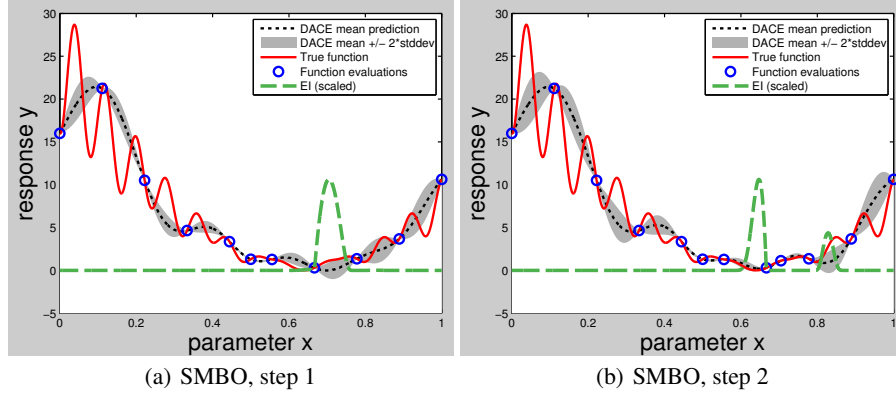 30
25
20
15
10
5
0
−5
0
0.2
0.4
0.6
0.8
1
response y
parameter x
DACE mean prediction
DACE mean +/− 2*stddev
True function
Function evaluations
EI (scaled)
(a) SMBO, step 1
30
25
20
15
10
5
0
−5
0
0.2
0.4
0.6
0.8
1
response y
parameter x
DACE mean prediction
DACE mean +/− 2*stddev
True function
Function evaluations
EI (scaled)
(b) SMBO, step 2